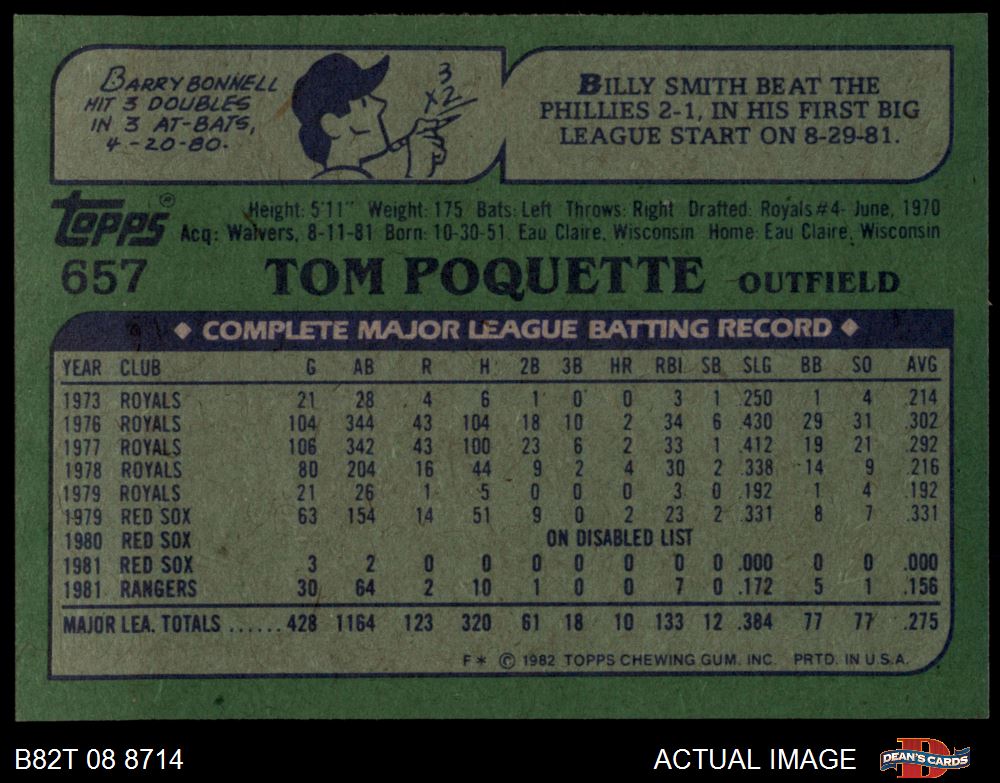 BARRY BONNELL
HIT 3 DOUBLES
IN 3 AT-BATS,
4-20-80.
3
x2
BILLY SMITH BEAT THE
PHILLIES 2-1, IN HIS FIRST BIG
LEAGUE START ON 8-29-81.
topps®
Height: 5'11" Weight: 175 Bats: Left Throws: Right Drafted: Royals #4- June, 1970
Acq: Waivers, 8-11-81 Born: 10-30-51, Eau Claire, Wisconsin Home: Eau Claire, Wisconsin
657 TOM POQUETTE OUTFIELD
◆ COMPLETE MAJOR LEAGUE BATTING RECORD ◆
YEAR CLUB G AB R H 2B 3B HR RBI SB SLG BB SO AVG
1973 ROYALS 21 28 4 6 1 0 0 3 1 .250 1 4 .214
1976 ROYALS 104 344 43 104 18 10 2 34 6 .430 29 31 .302
1977 ROYALS 106 342 43 100 23 6 2 33 1 .412 19 21 .292
1978 ROYALS 80 204 16 44 9 2 4 30 2 .338 14 9 .216
1979 ROYALS 21 26 1 5 0 0 0 3 0 .192 1 4 .192
1979 RED SOX 63 154 14 51 9 0 2 23 2 .331 8 7 .331
1980 RED SOX ON DISABLED LIST
1981 RED SOX 3 2 0 0 0 0 0 0 0 .000 0 0 .000
1981 RANGERS 30 64 2 10 1 0 0 7 0 .172 5 1 .156
MAJOR LEA. TOTALS ...... 428 1164 123 320 61 18 10 133 12 .384 77 77 .275
F* © 1982 TOPPS CHEWING GUM, INC. PRTD. IN U.S.A.
B82T 08 8714 ACTUAL IMAGE DEAN'S CARDS